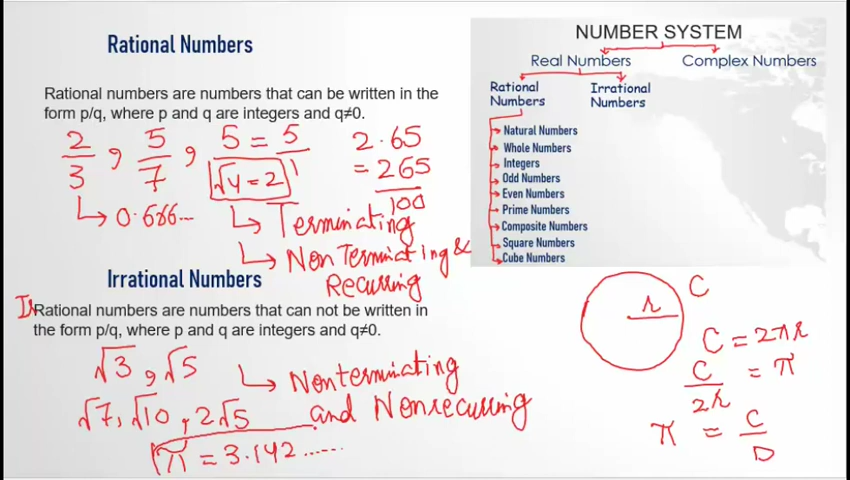 Rational Numbers
Rational numbers are numbers that can be written in the
form p/q, where p and q are integers and q≠0.
2/3 , 5/7 , 5 = 5/1
√4 = 2
2.65
= 265/100
↳ 0.666...
↳ Terminating
↳ Non Terminating &
Recurring
Irrational Numbers
Ir Rational numbers are numbers that can not be written in
the form p/q, where p and q are integers and q≠0.
√3 , √5
√7, √10 , 2√5
π = 3.142......
↳ Nonterminating
and Nonrecurring
NUMBER SYSTEM
Real Numbers Complex Numbers
Rational Numbers
Irrational Numbers
Natural Numbers
Whole Numbers
Integers
Odd Numbers
Even Numbers
Prime Numbers
Composite Numbers
Square Numbers
Cube Numbers
r
C
C = 2πr
C/2r = π
π = C/D